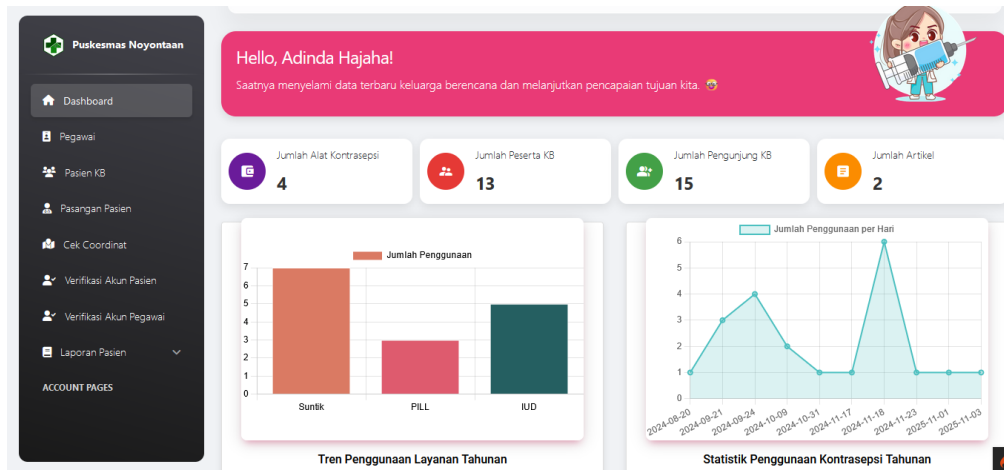 Puskesmas Noyontaan
Dashboard
Pegawai
Pasien KB
Pasangan Pasien
Cek Coordinat
Verifikasi Akun Pasien
Verifikasi Akun Pegawai
Laporan Pasien
ACCOUNT PAGES
Hello, Adinda Hajaha!
Saatnya menyelami data terbaru keluarga berencana dan melanjutkan pencapaian tujuan kita.
Jumlah Alat Kontrasepsi
4
Jumlah Peserta KB
13
Jumlah Pengunjung KB
15
Jumlah Artikel
2
Jumlah Penggunaan
7
6
5
4
3
2
1
0
Suntik PILL IUD
Tren Penggunaan Layanan Tahunan
Jumlah Penggunaan per Hari
6
5
4
3
2
1
0
2024-08-20 2024-09-21 2024-09-24 2024-10-09 2024-10-31 2024-11-17 2024-11-18 2024-11-23 2025-11-01 2025-11-03
Statistik Penggunaan Kontrasepsi Tahunan